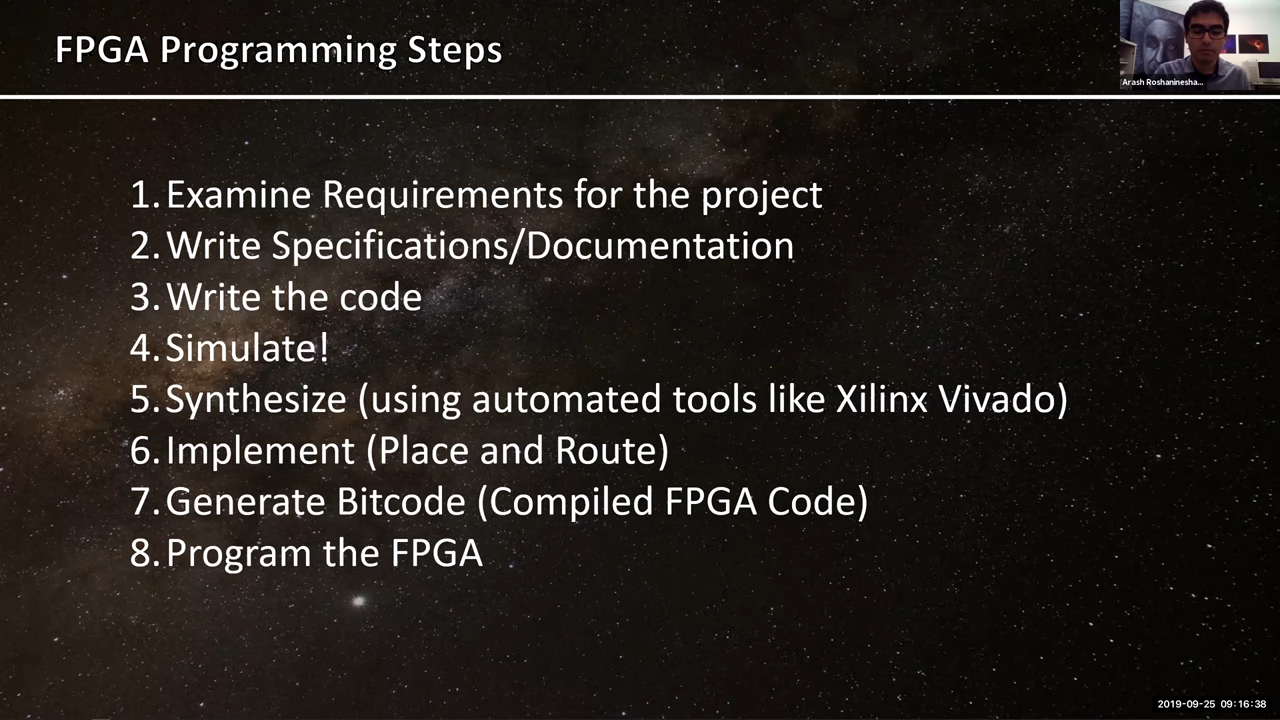 FPGA Programming Steps
Arash Roshaninesha...
1. Examine Requirements for the project
2. Write Specifications/Documentation
3. Write the code
4. Simulate!
5. Synthesize (using automated tools like Xilinx Vivado)
6. Implement (Place and Route)
7. Generate Bitcode (Compiled FPGA Code)
8. Program the FPGA
2019-09-25 09:16:38